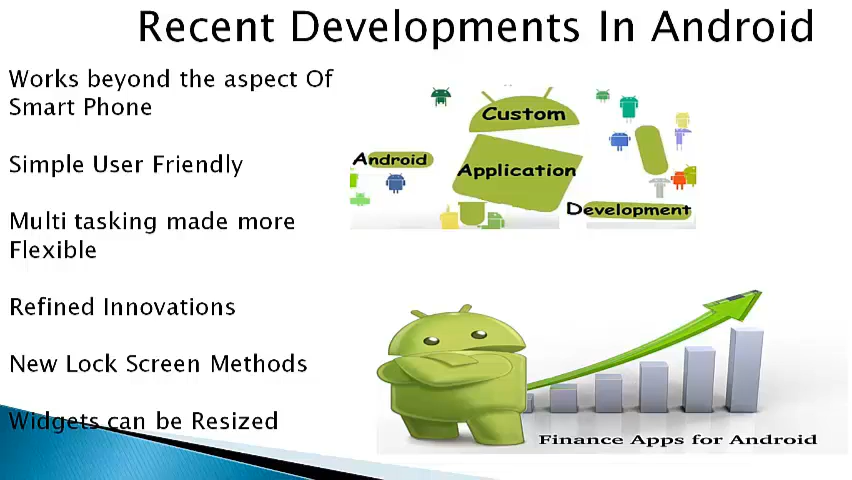 Recent Developments In Android
Works beyond the aspect Of
Smart Phone
Simple User Friendly
Multi tasking made more
Flexible
Refined Innovations
New Lock Screen Methods
Widgets can be Resized
Custom
Android
Application
Development
Finance Apps for Android